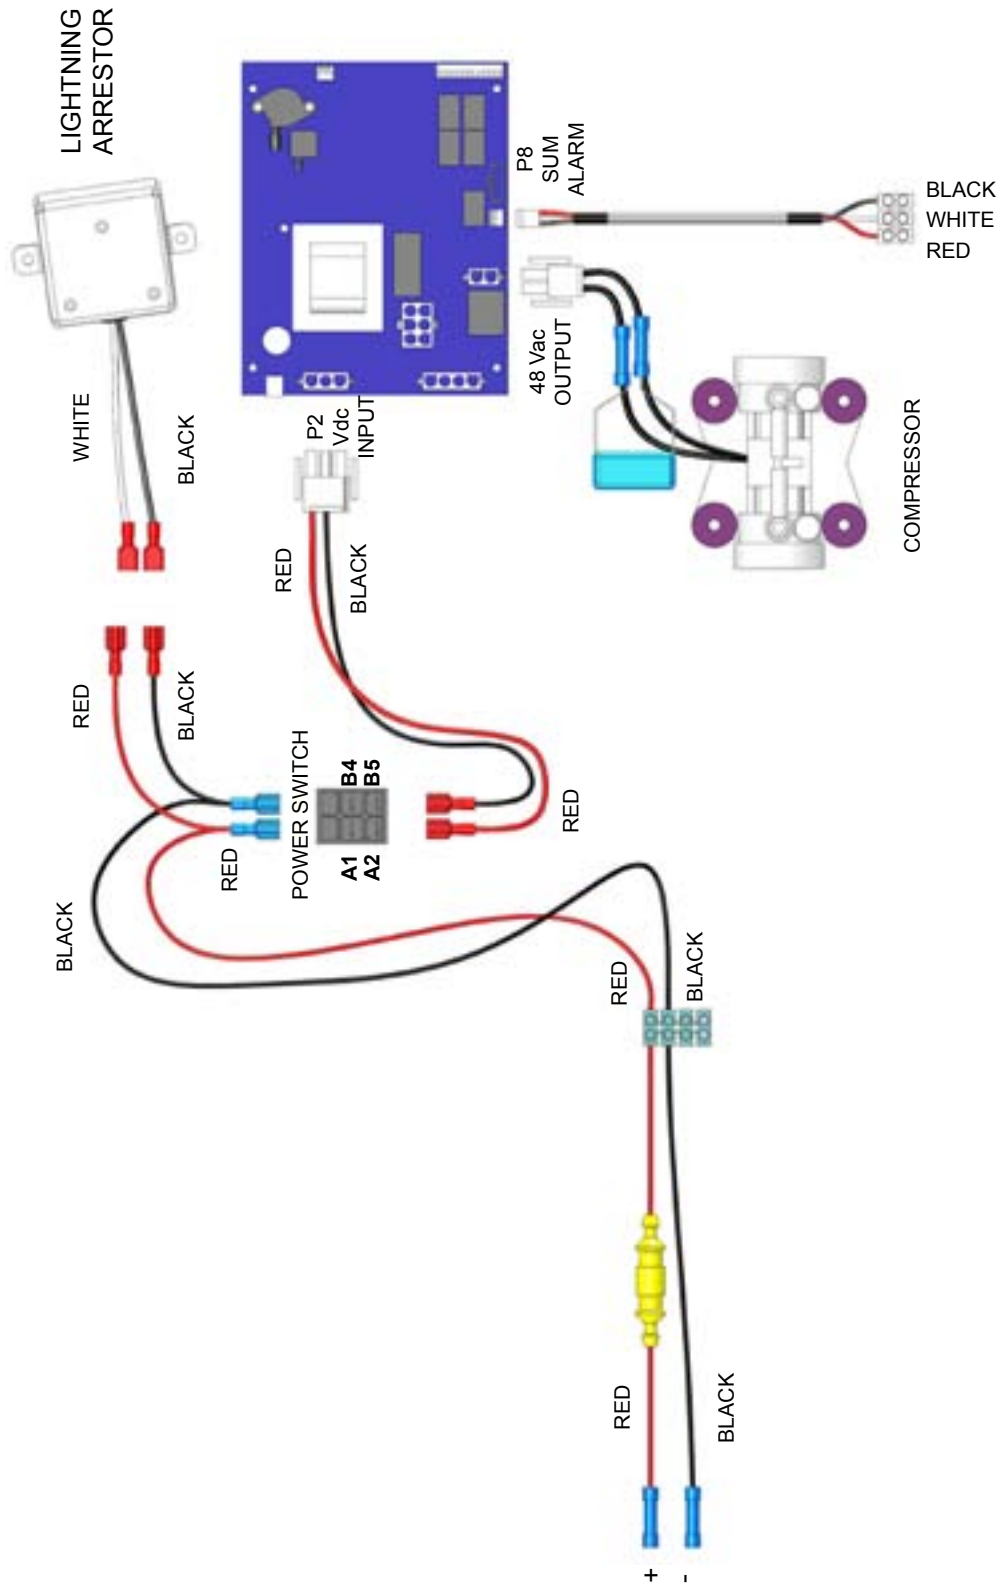 LIGHTNING
ARRESTOR
WHITE
BLACK
RED
BLACK
P8
SUM
ALARM
BLACK
WHITE
RED
48 Vac
OUTPUT
P2
Vdc
INPUT
RED
BLACK
COMPRESSOR
POWER SWITCH
B4
B5
A1
A2
RED
RED
BLACK
RED
BLACK
RED
BLACK
+
-